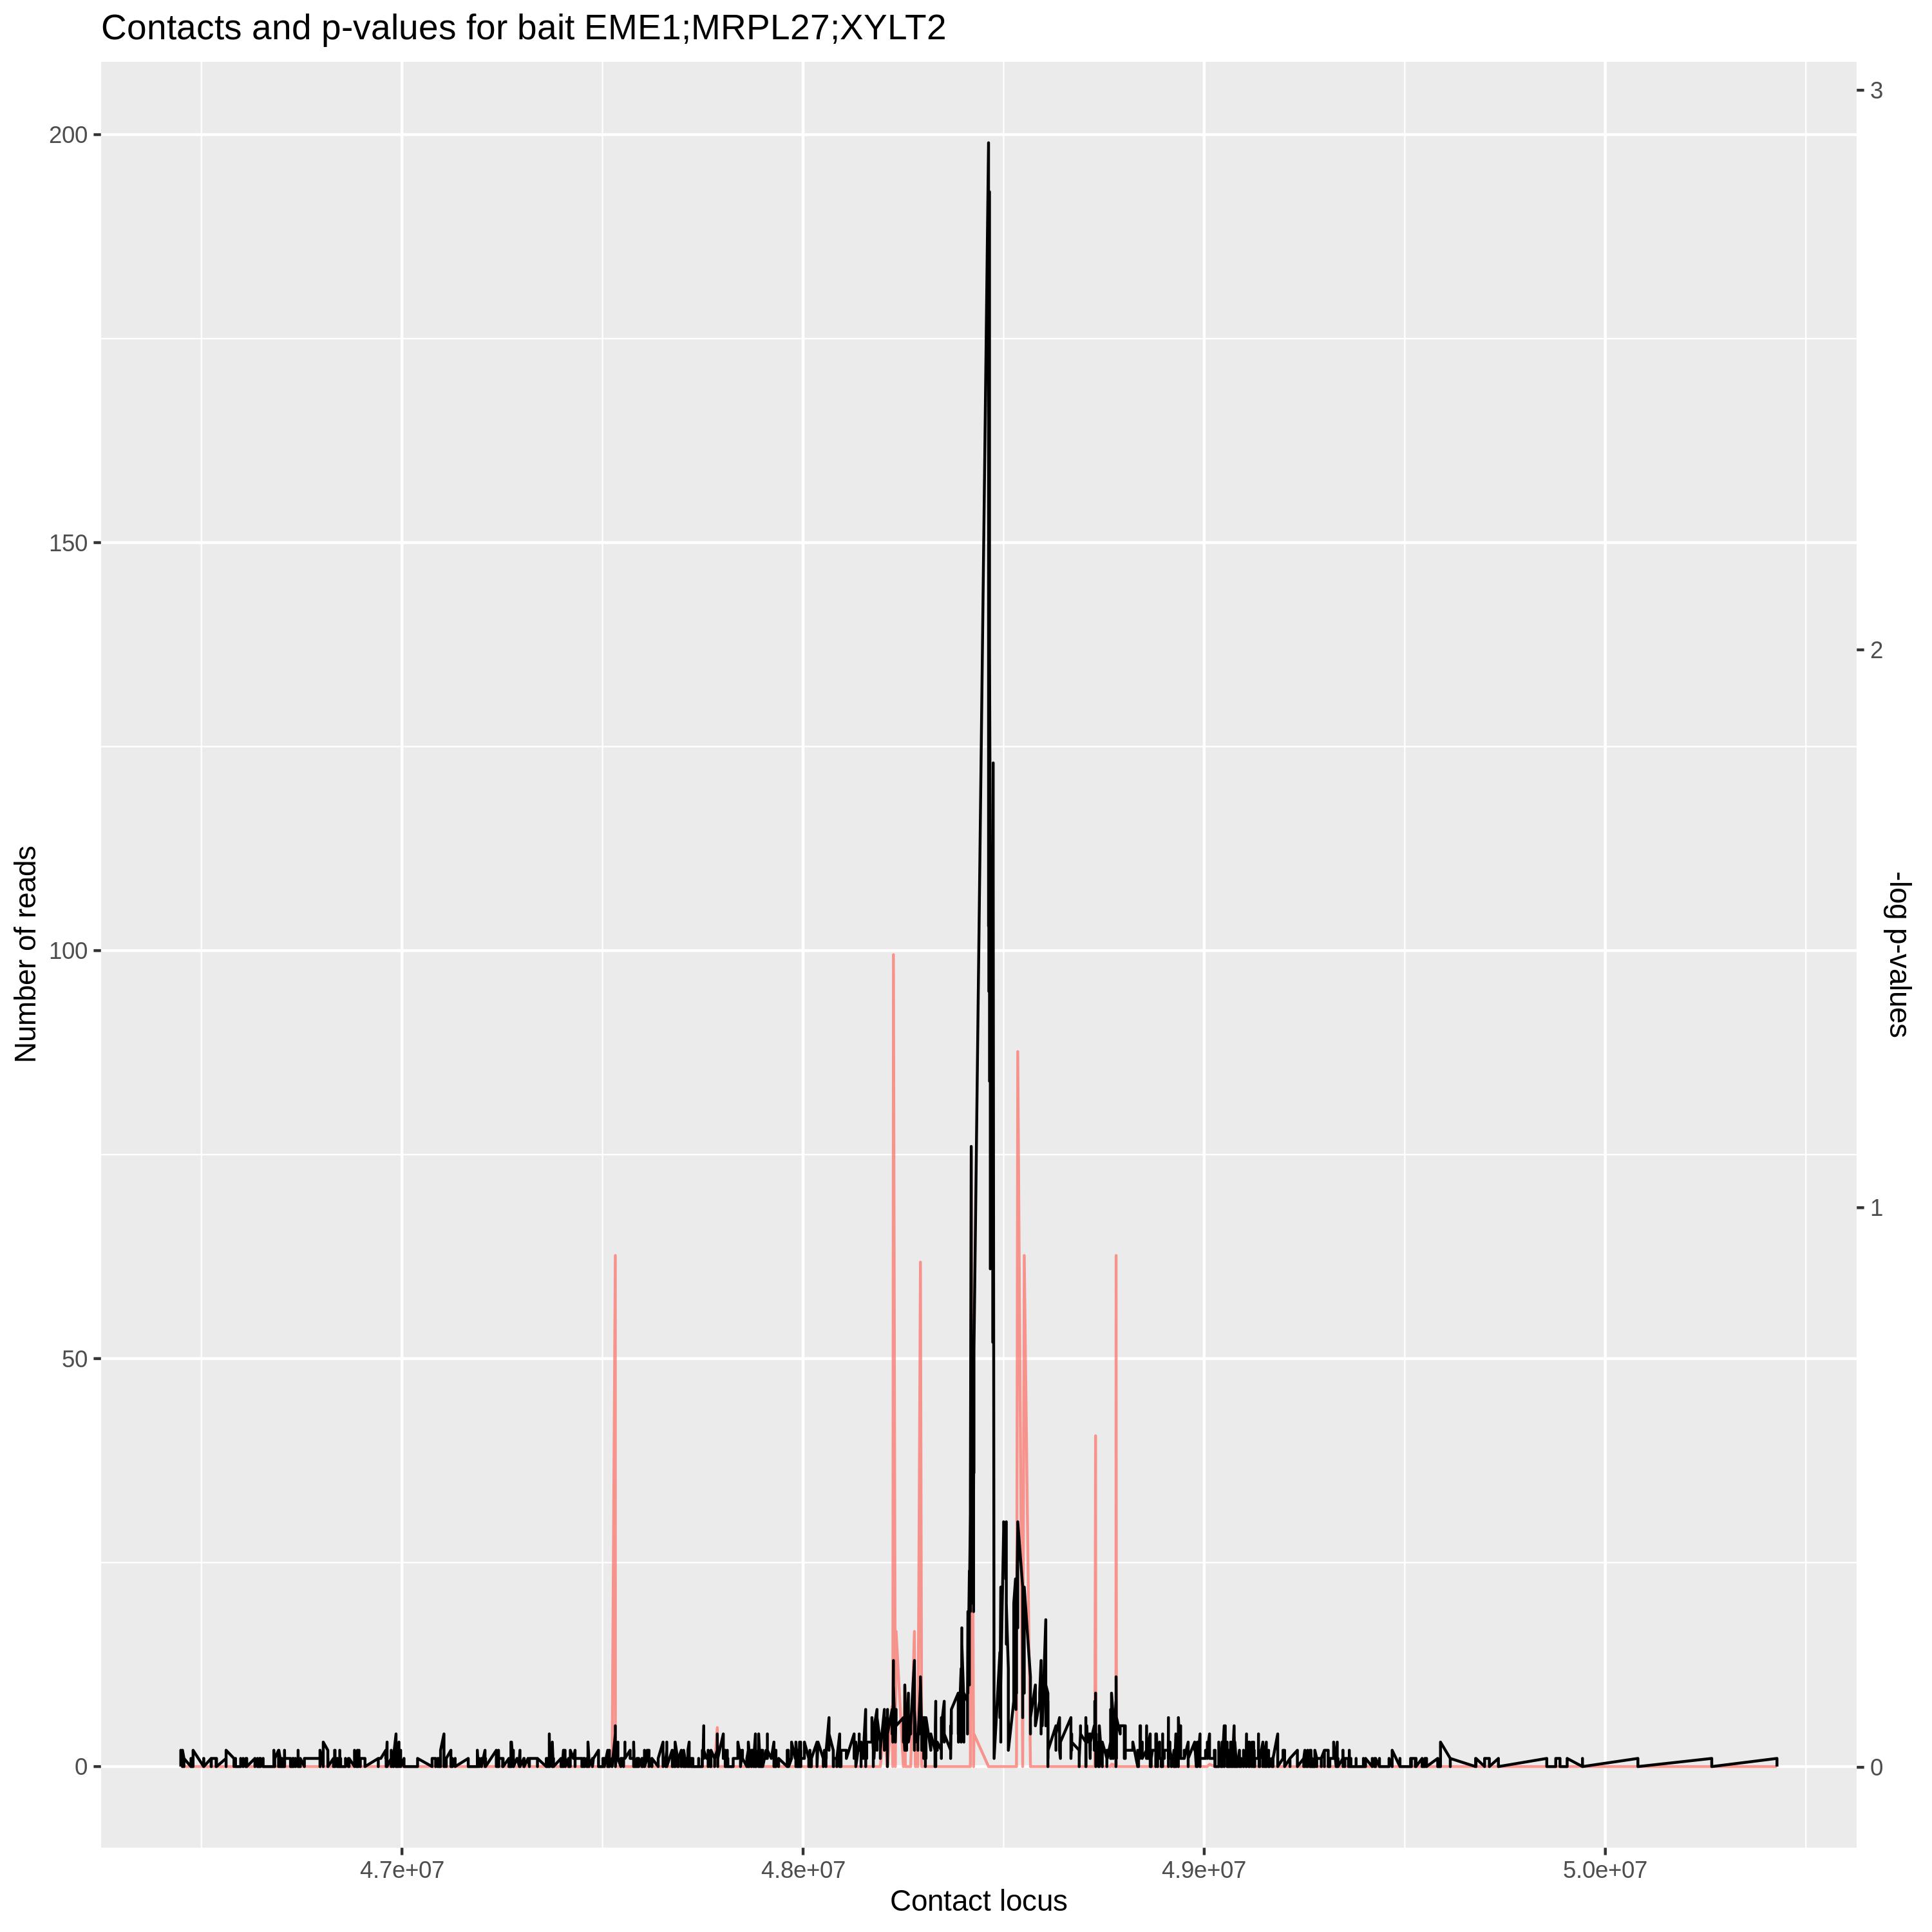 Contacts and p-values for bait EME1;MRPL27;XYLT2
200
150
100
50
0
Number of reads
3
2
1
0
-log p-values
4.7e+07
4.8e+07
4.9e+07
5.0e+07
Contact locus